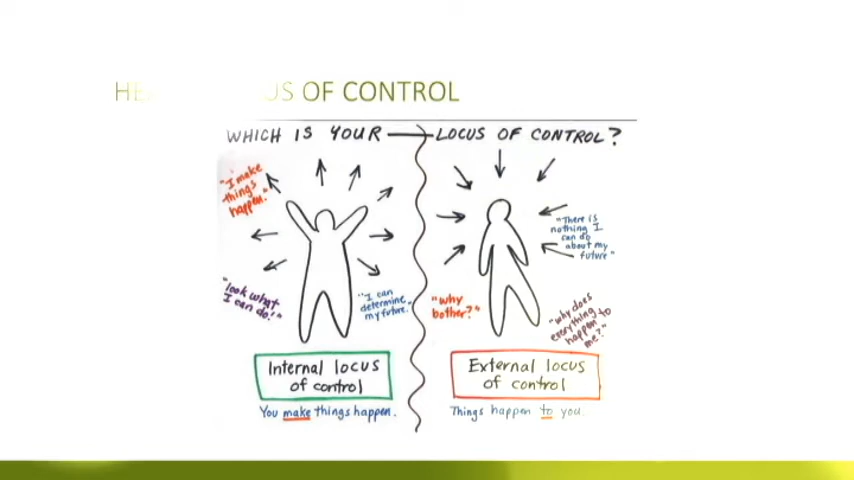 HE US OF CONTROL
WHICH IS YOUR LOCUS OF CONTROL?
"I make
things
happen."
"look what
I can do!"
"I can
determine
my future."
Internal locus
of control
You make things happen.
"There is
nothing I
can do
about my
future"
"why
bother?"
"why does
everything
happen to
me?"
External locus
of control
Things happen to you.